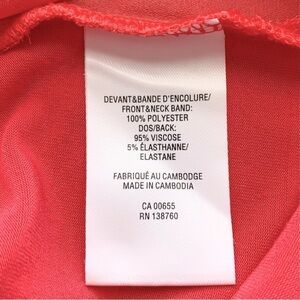 DEVANT&BANDE D'ENCOLURE/
FRONT&NECK BAND:
100% POLYESTER
DOS/BACK:
95% VISCOSE
5% ÉLASTHANNE/
ELASTANE
FABRIQUÉ AU CAMBODGE
MADE IN CAMBODIA
CA 00655
RN 138760